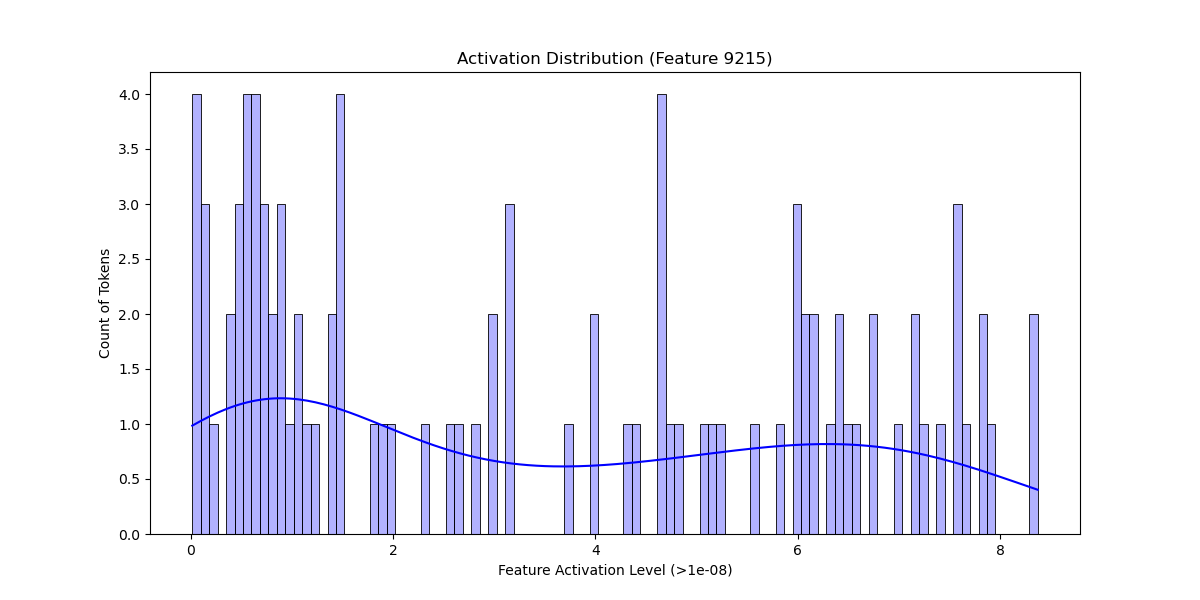 Activation Distribution (Feature 9215)
4.0
3.5
3.0
2.5
2.0
1.5
1.0
0.5
0.0
Count of Tokens
0 2 4 6 8
Feature Activation Level (>1e-08)